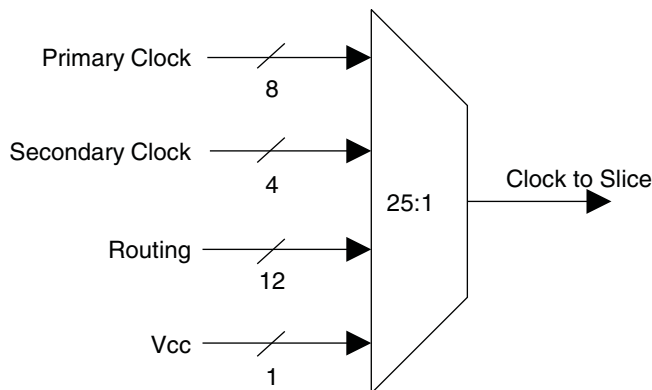 Primary Clock
8
Secondary Clock
4
25:1
Clock to Slice
Routing
12
Vcc
1